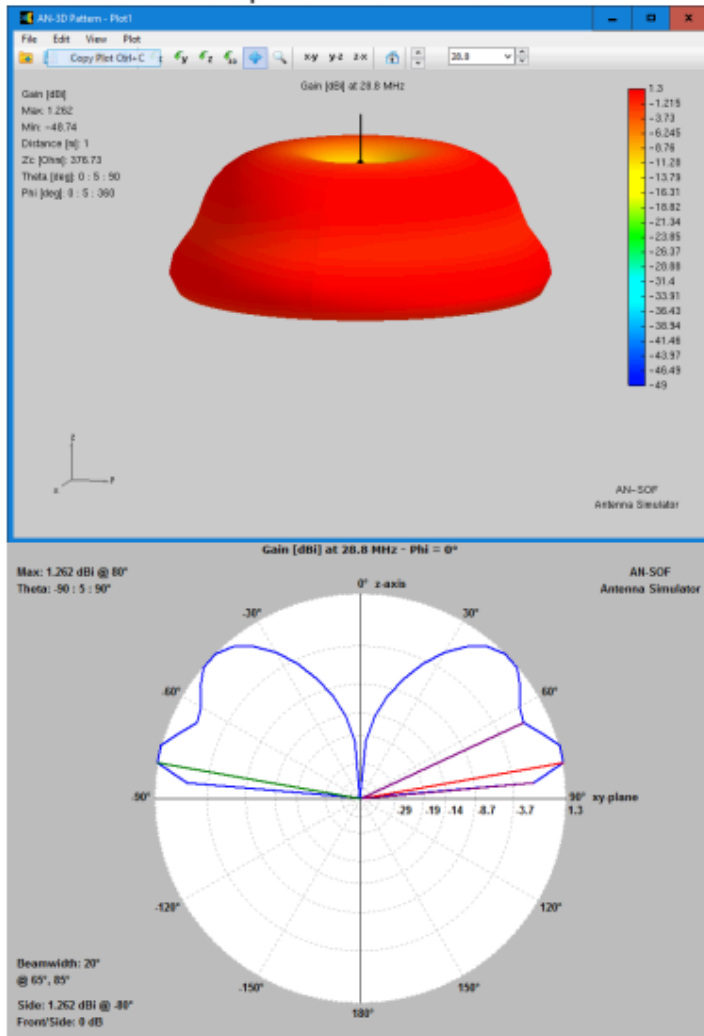 AN-3D Pattern - Plot1
File Edit View Plot
Copy Plot Ctrl+C
x-y y-z z-x
28.8
Gain [dBi] at 28.8 MHz
Gain [dBi]
Max: 1.262
Min: -48.74
Distance [m]: 1
Zc [Ohm]: 376.73
Theta [deg]: 0 : 5 : 90
Phi [deg]: 0 : 5 : 360
1.3
-1.215
-3.73
-6.245
-8.76
-11.28
-13.79
-16.31
-18.82
-21.34
-23.85
-26.37
-28.88
-31.4
-33.91
-36.43
-38.94
-41.46
-43.97
-46.49
-49
z
x
AN-SOF
Antenna Simulator
Gain [dBi] at 28.8 MHz - Phi = 0°
Max: 1.262 dBi @ 80°
Theta: -90 : 5 : 90°
AN-SOF
Antenna Simulator
0° z-axis
-30° 30°
-60° 60°
-90° 90° xy plane
-29 -19 -14 -8.7 -3.7 1.3
-120° 120°
-150° 150°
180°
Beamwidth: 20°
@ 65°, 85°
Side: 1.262 dBi @ -80°
Front/Side: 0 dB